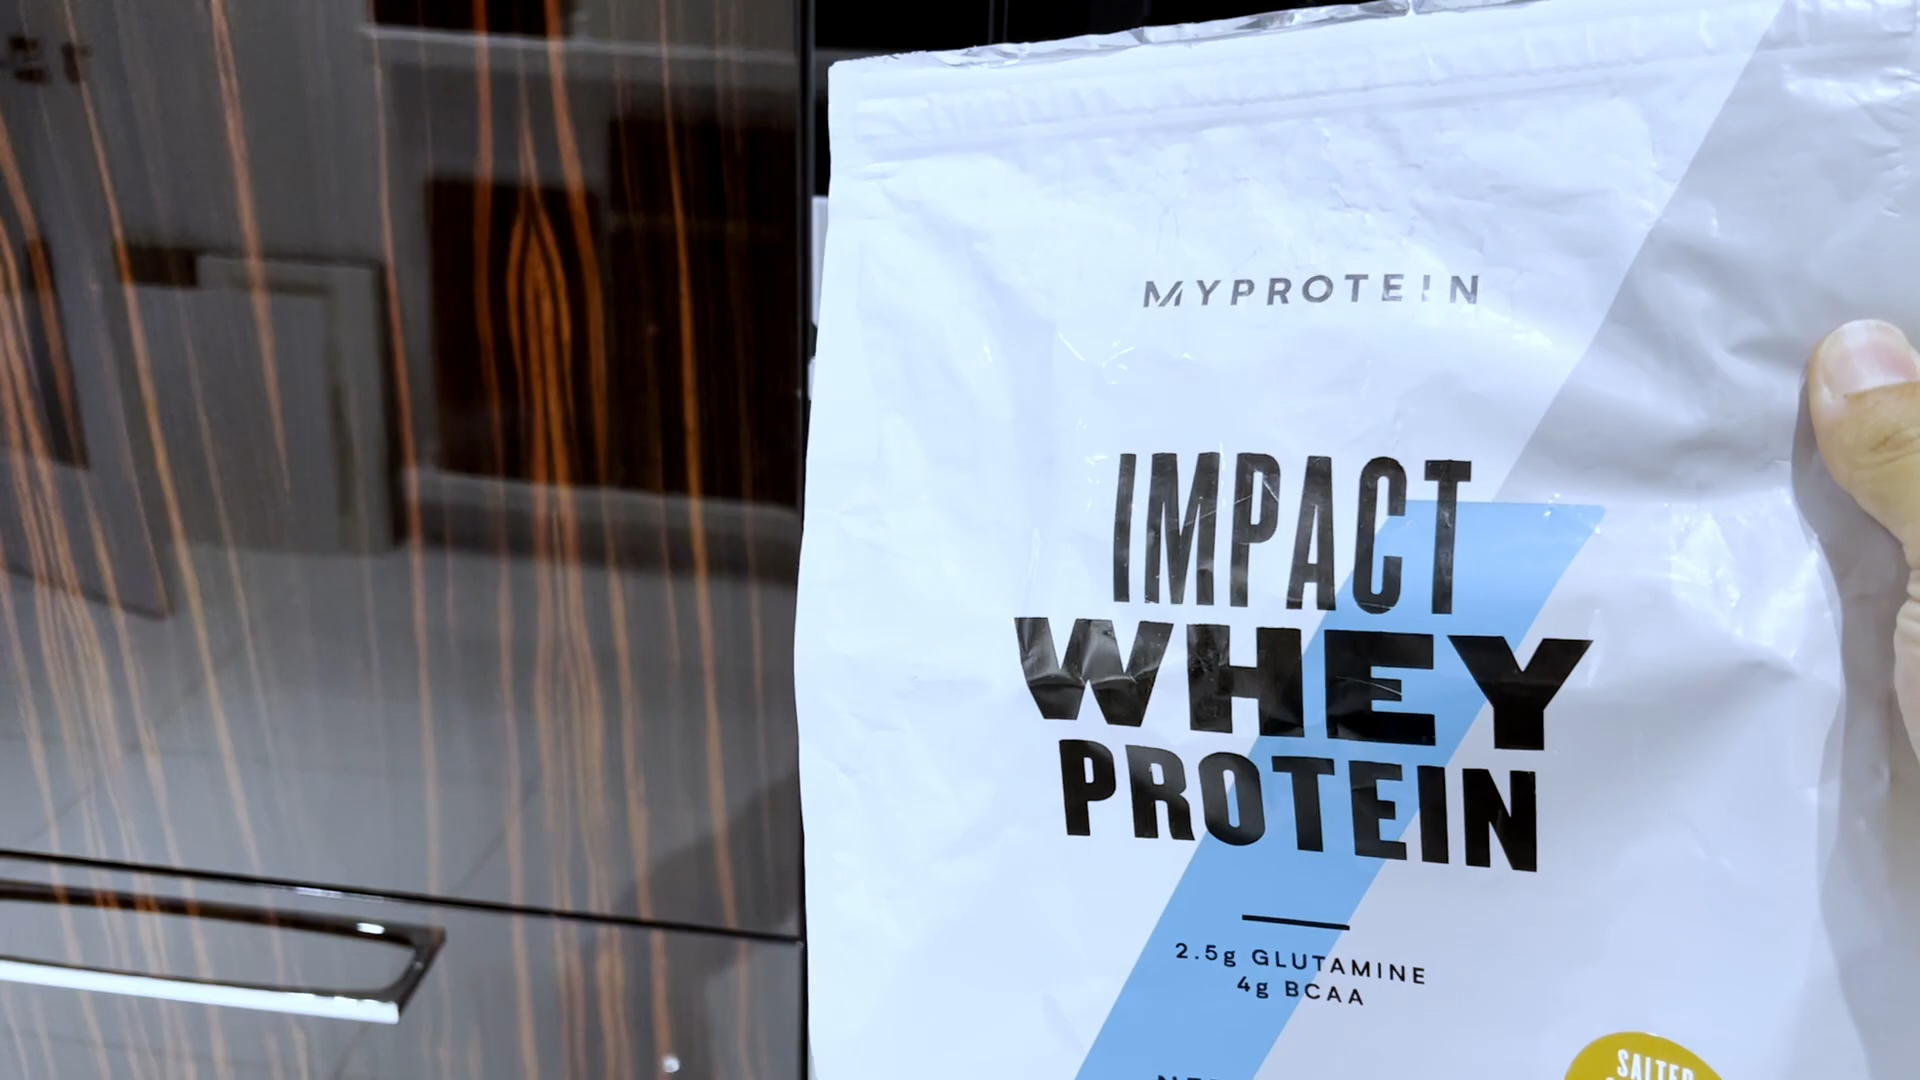 MYPROTEIN
IMPACT
WHEY
PROTEIN
2.5g GLUTAMINE
4g BCAA
SALTED